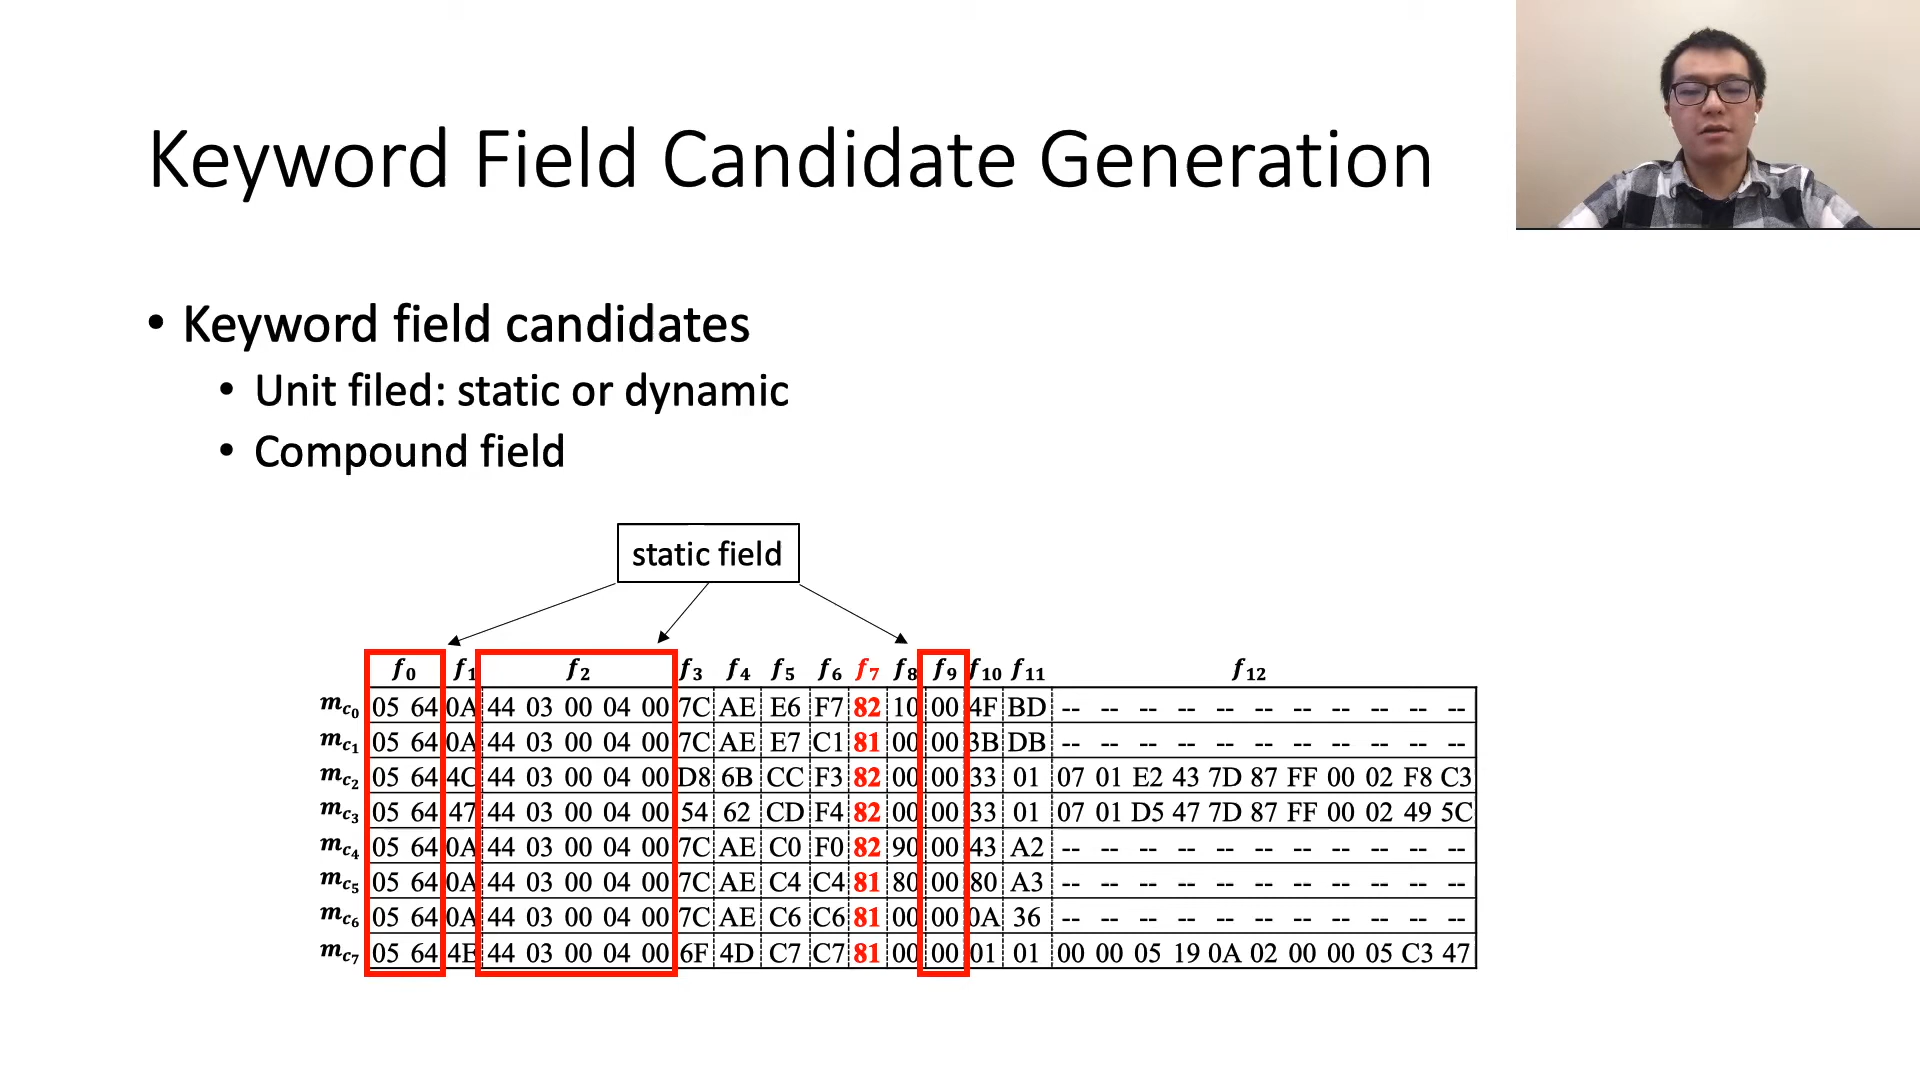 Keyword Field Candidate Generation
• Keyword field candidates
• Unit filed: static or dynamic
• Compound field
static field
f0 f1 f2 f3 f4 f5 f6 f7 f8 f9 f10 f11 f12
mc0 05 64 0A 44 03 00 04 00 7C AE E6 F7 82 10 00 4F BD -- -- -- -- -- -- -- -- -- -- --
mc1 05 64 0A 44 03 00 04 00 7C AE E7 C1 81 00 00 3B DB -- -- -- -- -- -- -- -- -- -- --
mc2 05 64 4C 44 03 00 04 00 D8 6B CC F3 82 00 00 33 01 07 01 E2 43 7D 87 FF 00 02 F8 C3
mc3 05 64 47 44 03 00 04 00 54 62 CD F4 82 00 00 33 01 07 01 D5 47 7D 87 FF 00 02 49 5C
mc4 05 64 0A 44 03 00 04 00 7C AE C0 F0 82 90 00 43 A2 -- -- -- -- -- -- -- -- -- -- --
mc5 05 64 0A 44 03 00 04 00 7C AE C4 C4 81 80 00 80 A3 -- -- -- -- -- -- -- -- -- -- --
mc6 05 64 0A 44 03 00 04 00 7C AE C6 C6 81 00 00 0A 36 -- -- -- -- -- -- -- -- -- -- --
mc7 05 64 4E 44 03 00 04 00 6F 4D C7 C7 81 00 00 01 01 00 00 05 19 0A 02 00 00 05 C3 47